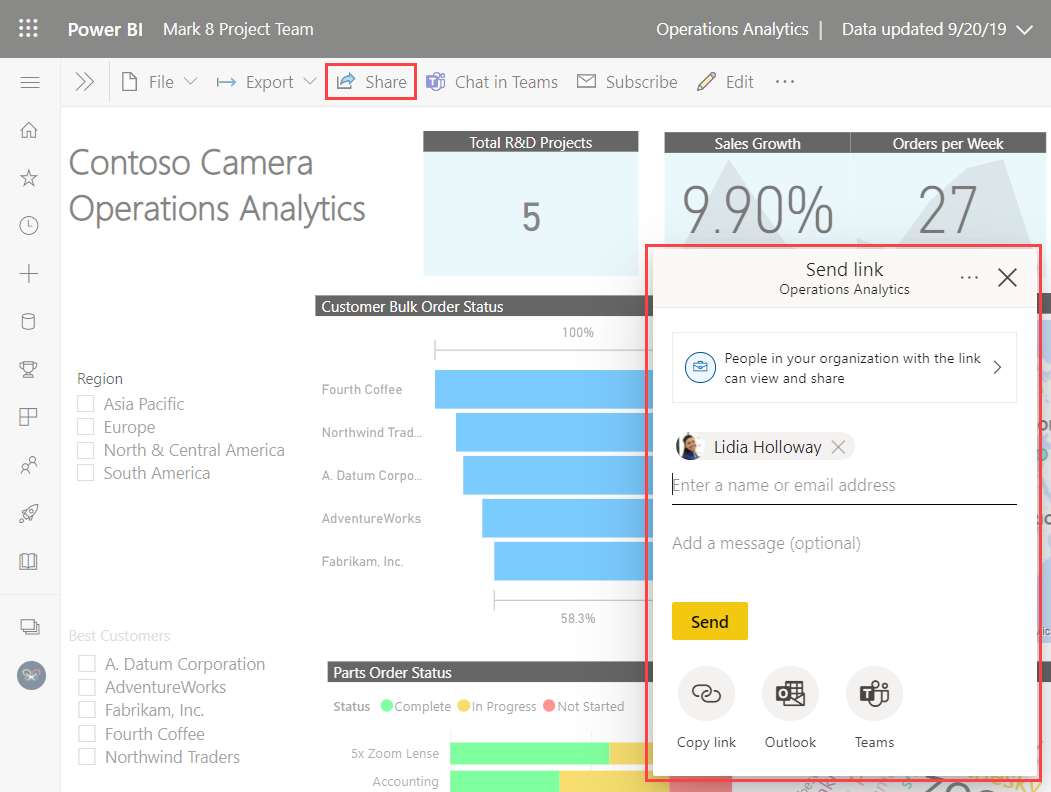 Power BI Mark 8 Project Team Operations Analytics | Data updated 9/20/19
File Export Share Chat in Teams Subscribe Edit ...
Contoso Camera
Operations Analytics
Total R&D Projects
5
Sales Growth
9.90%
Orders per Week
27
Customer Bulk Order Status
100%
Fourth Coffee
Northwind Trad...
A. Datum Corpo...
AdventureWorks
Fabrikam, Inc.
58.3%
Region
Asia Pacific
Europe
North & Central America
South America
Best Customers
A. Datum Corporation
AdventureWorks
Fabrikam, Inc.
Fourth Coffee
Northwind Traders
Parts Order Status
Status Complete In Progress Not Started
5x Zoom Lense
Accounting
Send link
Operations Analytics
...
People in your organization with the link
can view and share
Lidia Holloway
Enter a name or email address
Add a message (optional)
Send
Copy link
Outlook
Teams